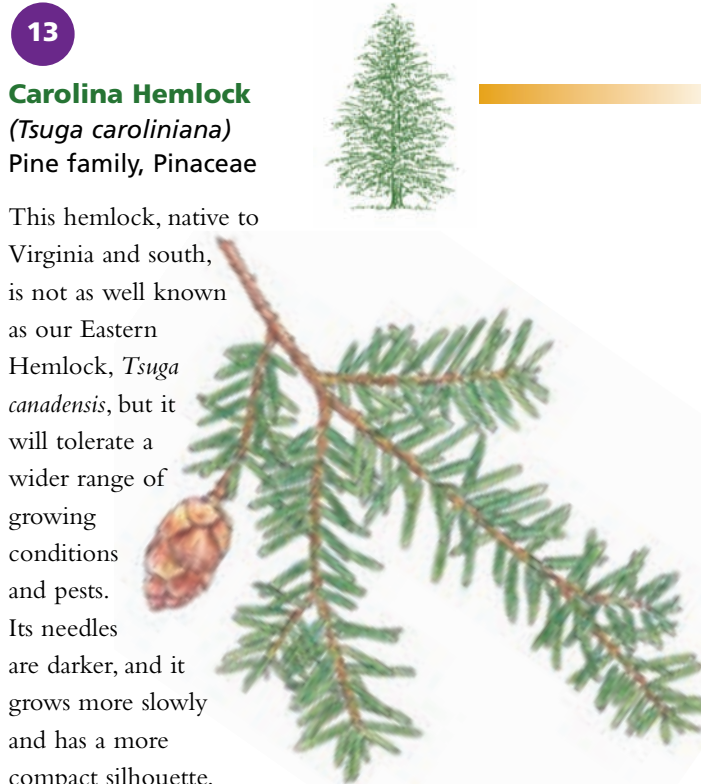 13
Carolina Hemlock
(Tsuga caroliniana)
Pine family, Pinaceae
This hemlock, native to
Virginia and south,
is not as well known
as our Eastern
Hemlock, Tsuga
canadensis, but it
will tolerate a
wider range of
growing
conditions
and pests.
Its needles
are darker, and it
grows more slowly
and has a more
compact silhouette.